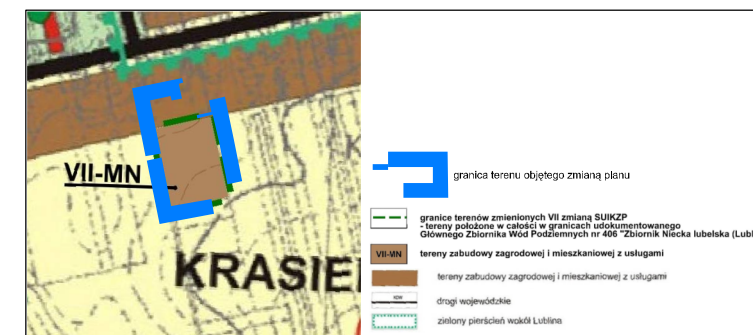 VII-MN
KRASIE
granica terenu objętego zmianą planu
granice terenów zmienionych VII zmianą SUIKZP
- tereny położone w całości w granicach udokumentowanego
Głównego Zbiornika Wód Podziemnych nr 406 "Zbiornik Niecka lubelska (Lubl
VII-MN tereny zabudowy zagrodowej i mieszkaniowej z usługami
tereny zabudowy zagrodowej i mieszkaniowej z usługami
drogi wojewódzkie
zielony pierścień wokół Lublina